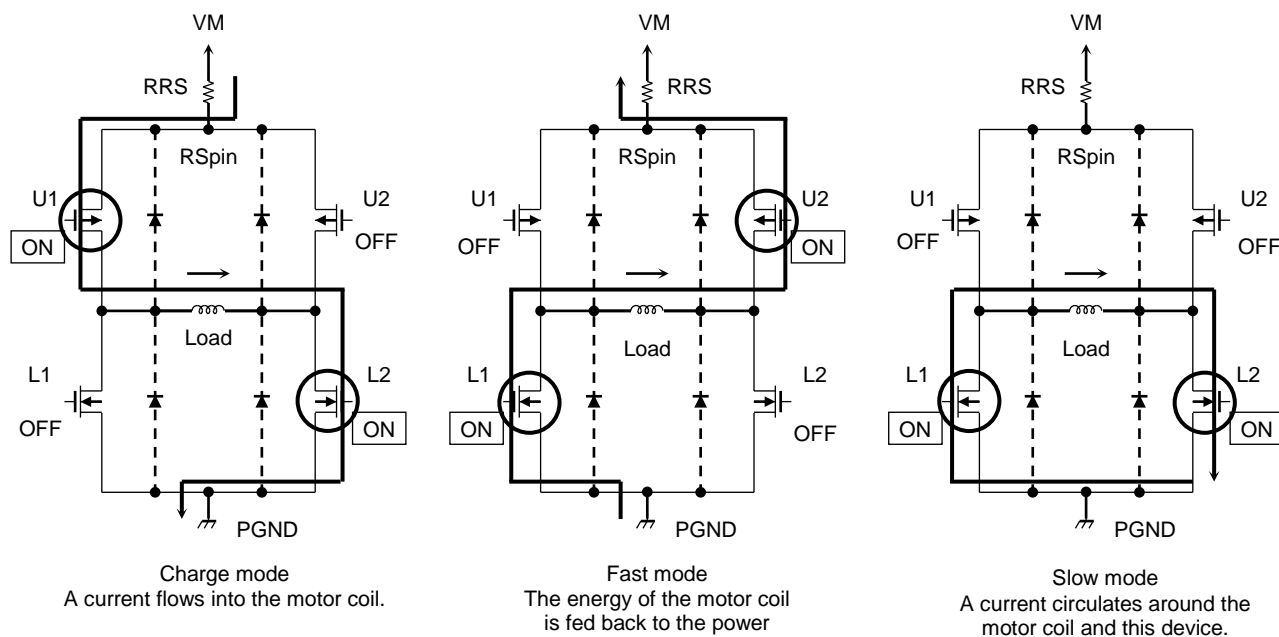 VM
VM
VM
RRS
RRS
RRS
RSpin
RSpin
RSpin
U1
U2
U1
U2
U1
U2
ON
OFF
OFF
ON
OFF
OFF
Load
Load
Load
L1
L2
L1
L2
L1
L2
OFF
ON
ON
OFF
ON
ON
PGND
PGND
PGND
Charge mode
A current flows into the motor coil.
Fast mode
The energy of the motor coil
is fed back to the power
Slow mode
A current circulates around the
motor coil and this device.